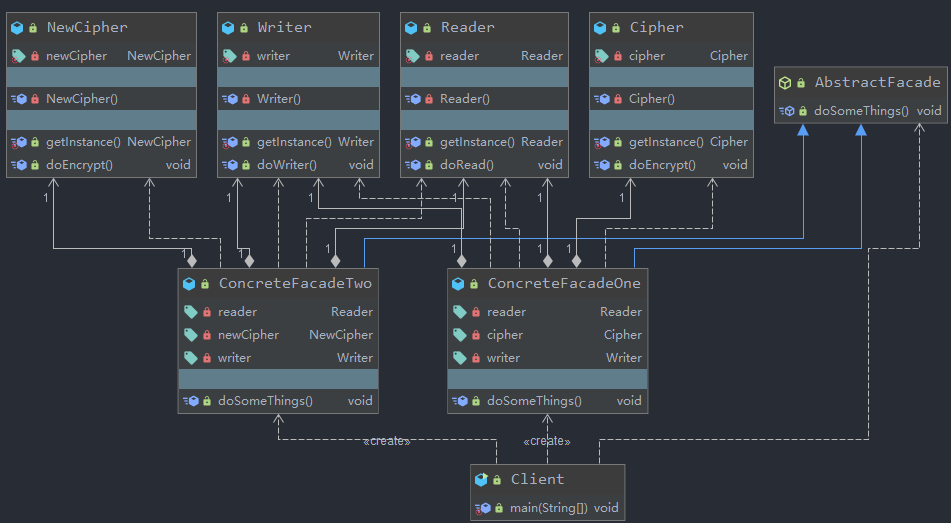 NewCipher
newCipher NewCipher
NewCipher()
getInstance() NewCipher
doEncrypt() void
Writer
writer Writer
Writer()
getInstance() Writer
doWriter() void
Reader
reader Reader
Reader()
getInstance() Reader
doRead() void
Cipher
cipher Cipher
Cipher()
getInstance() Cipher
doEncrypt() void
AbstractFacade
doSomeThings() void
1
1
1
1
1
1
1
1
1
1
ConcreteFacadeTwo
reader Reader
newCipher NewCipher
writer Writer
doSomeThings() void
ConcreteFacadeOne
reader Reader
cipher Cipher
writer Writer
doSomeThings() void
«create»
«create»
Client
main(String[]) void